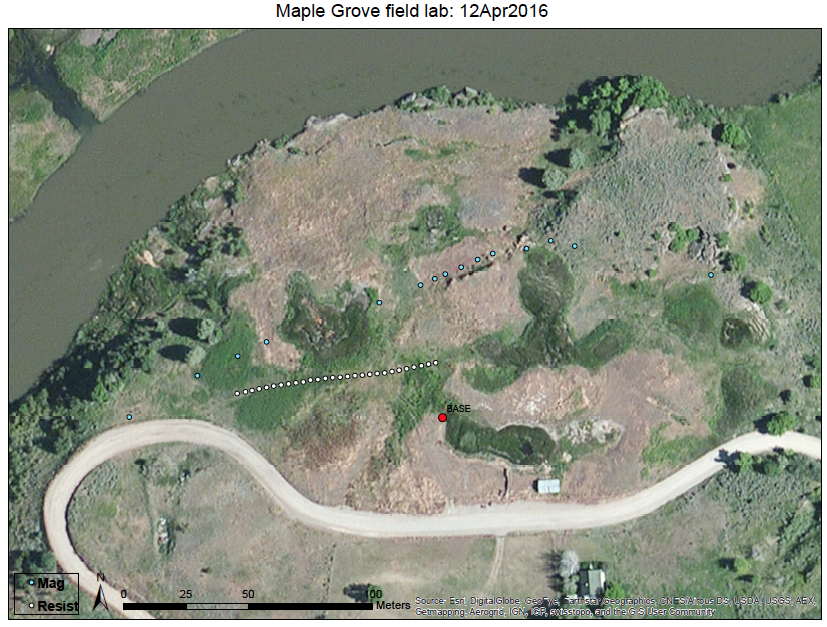 Maple Grove field lab: 12Apr2016
BASE
Mag
Resist
N
0 25 50 100
Meters
Source: Esri, DigitalGlobe, GeoEye, Earthstar Geographics, CNES/Airbus DS, USDA, USGS, AEX,
Getmapping, Aerogrid, IGN, IGP, swisstopo, and the GIS User Community